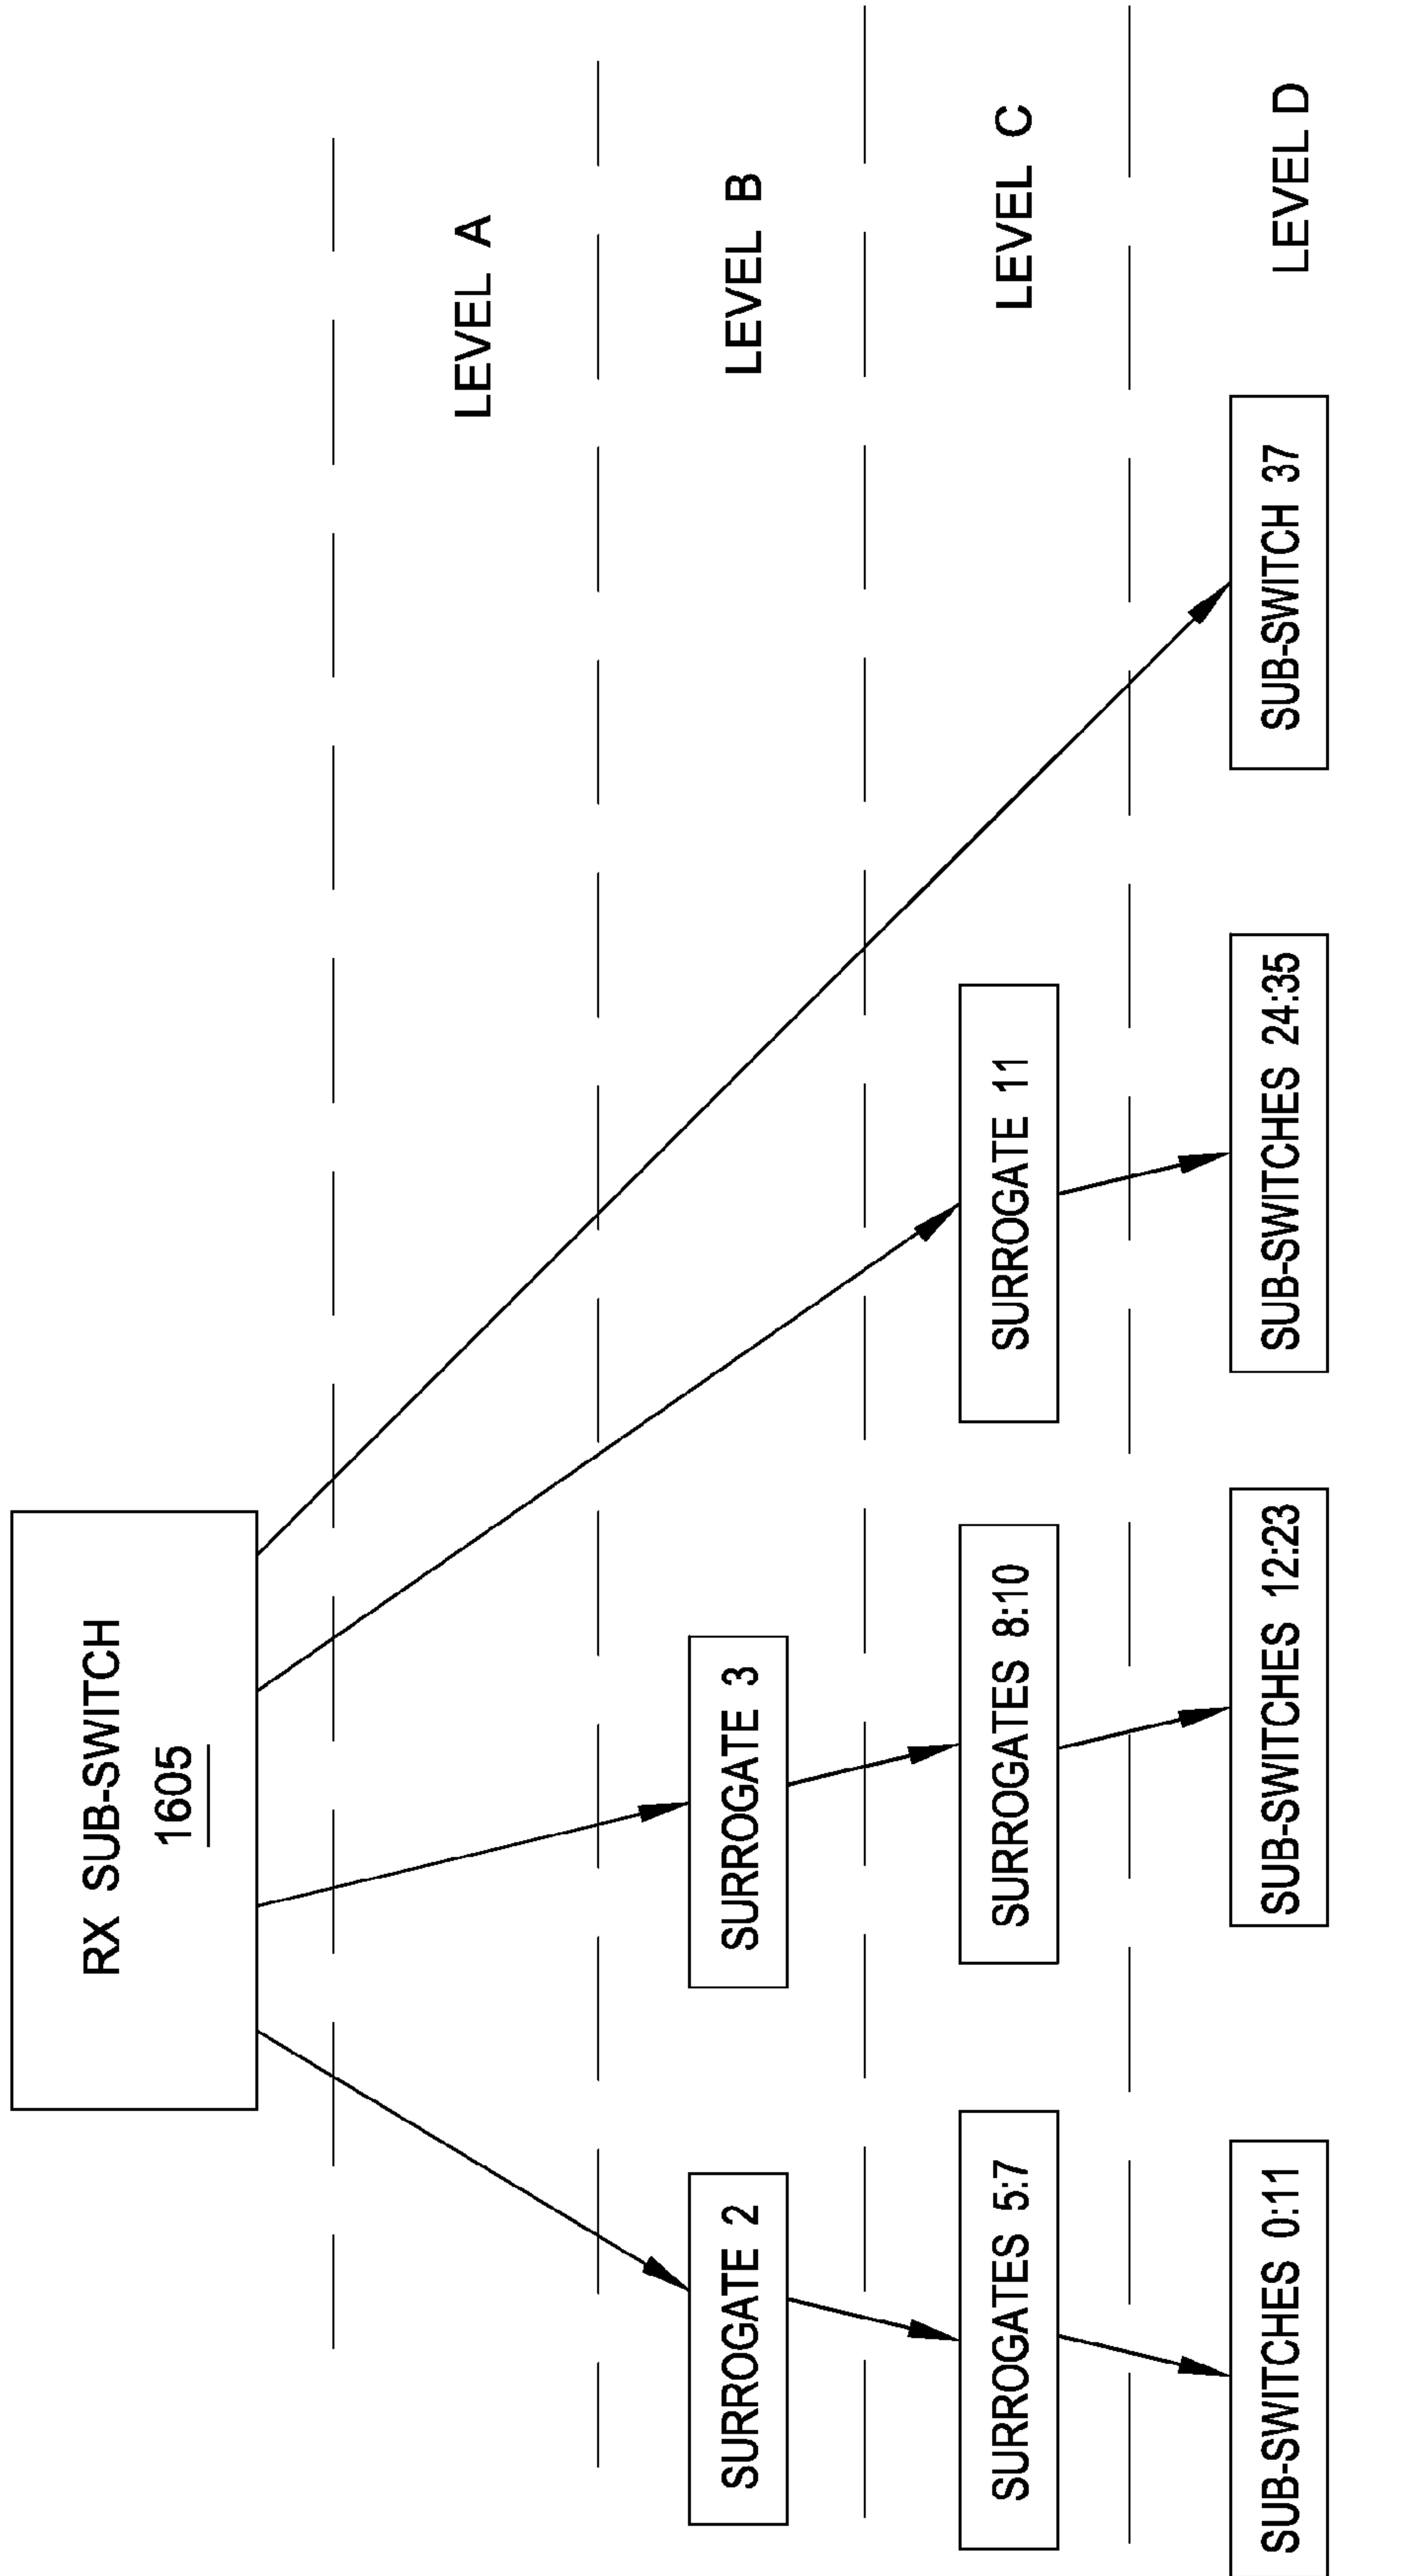 RX SUB-SWITCH
1605
LEVEL A
SURROGATE 2
SURROGATE 3
LEVEL B
SURROGATES 5:7
SURROGATES 8:10
SURROGATE 11
LEVEL C
SUB-SWITCHES 0:11
SUB-SWITCHES 12:23
SUB-SWITCHES 24:35
SUB-SWITCH 37
LEVEL D